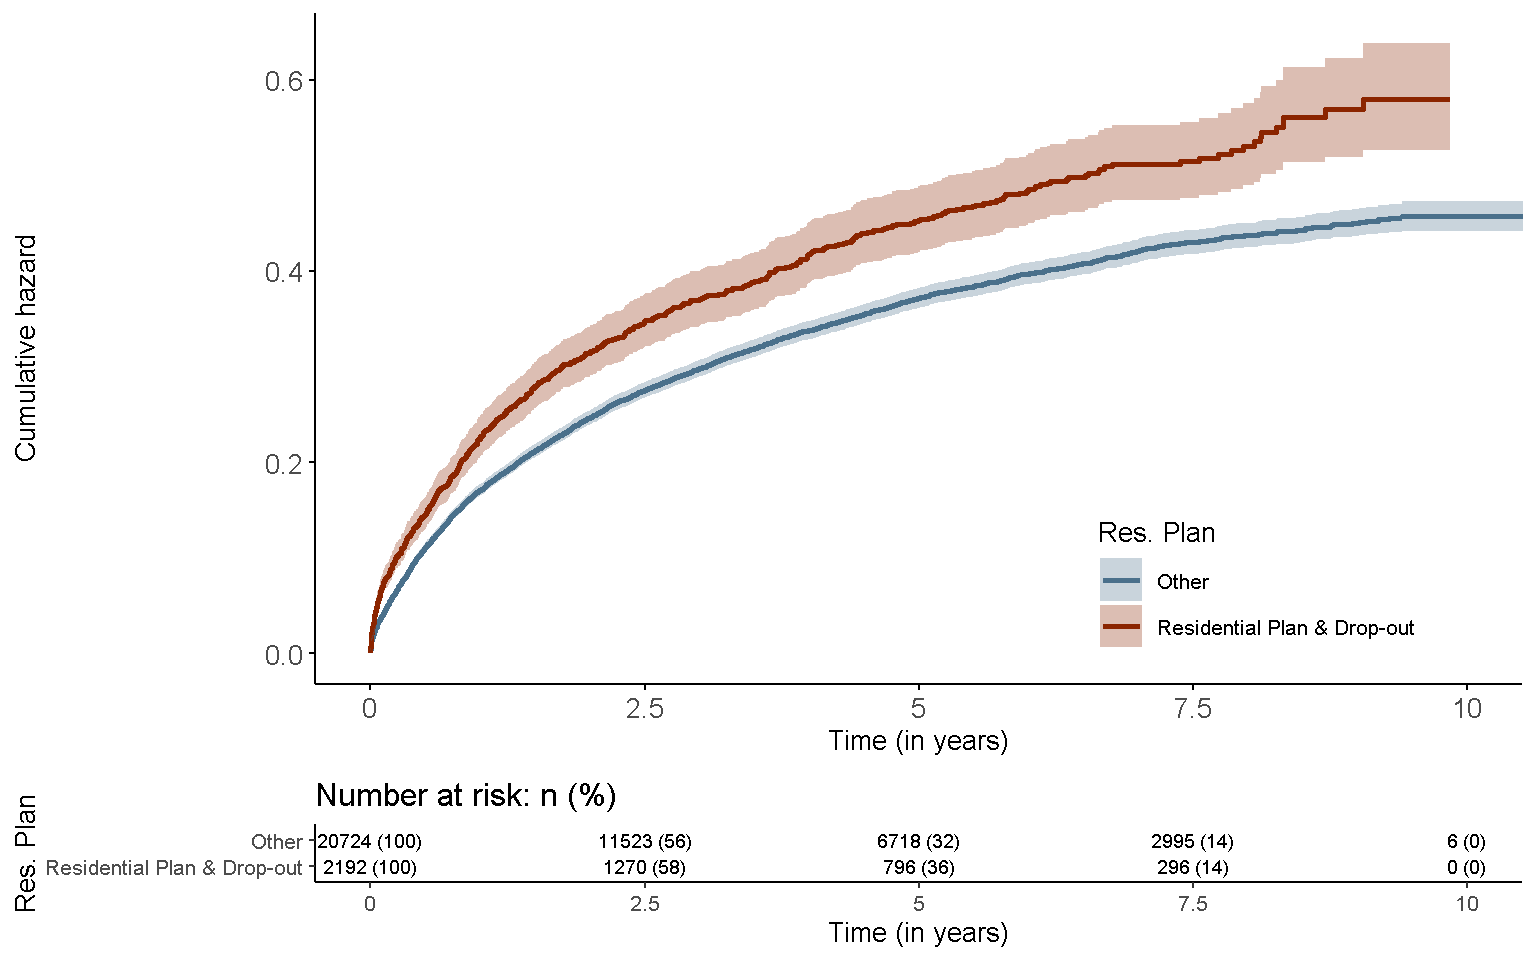 Cumulative hazard
0.6
0.4
0.2
0.0
Res. Plan
Other
Residential Plan & Drop-out
0 2.5 5 7.5 10
Time (in years)
Number at risk: n (%)
Res. Plan
Other 20724 (100) 11523 (56) 6718 (32) 2995 (14) 6 (0)
Residential Plan & Drop-out 2192 (100) 1270 (58) 796 (36) 296 (14) 0 (0)
0 2.5 5 7.5 10
Time (in years)